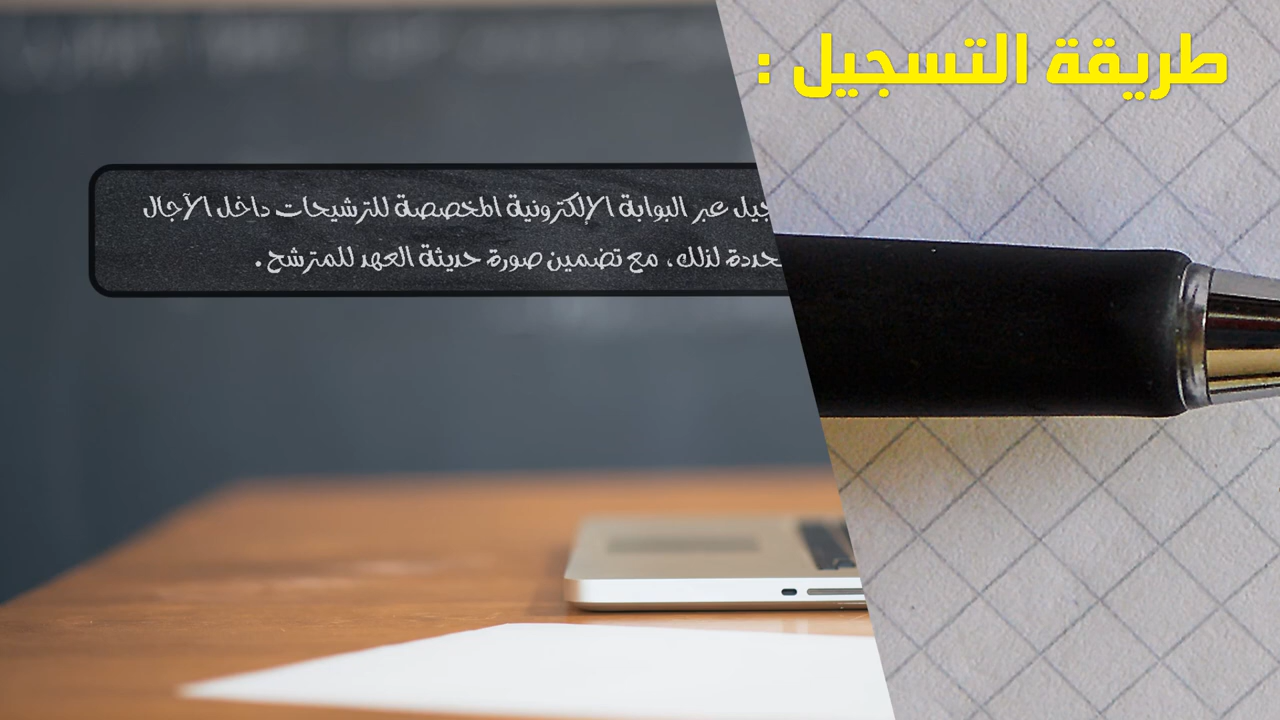 طريقة التسجيل :
عبر البوابة الإلكترونية المخصصة للترشيحات داخل الآجال
لذلك، مع تضمين صورة حديثة العهد للمترشح.